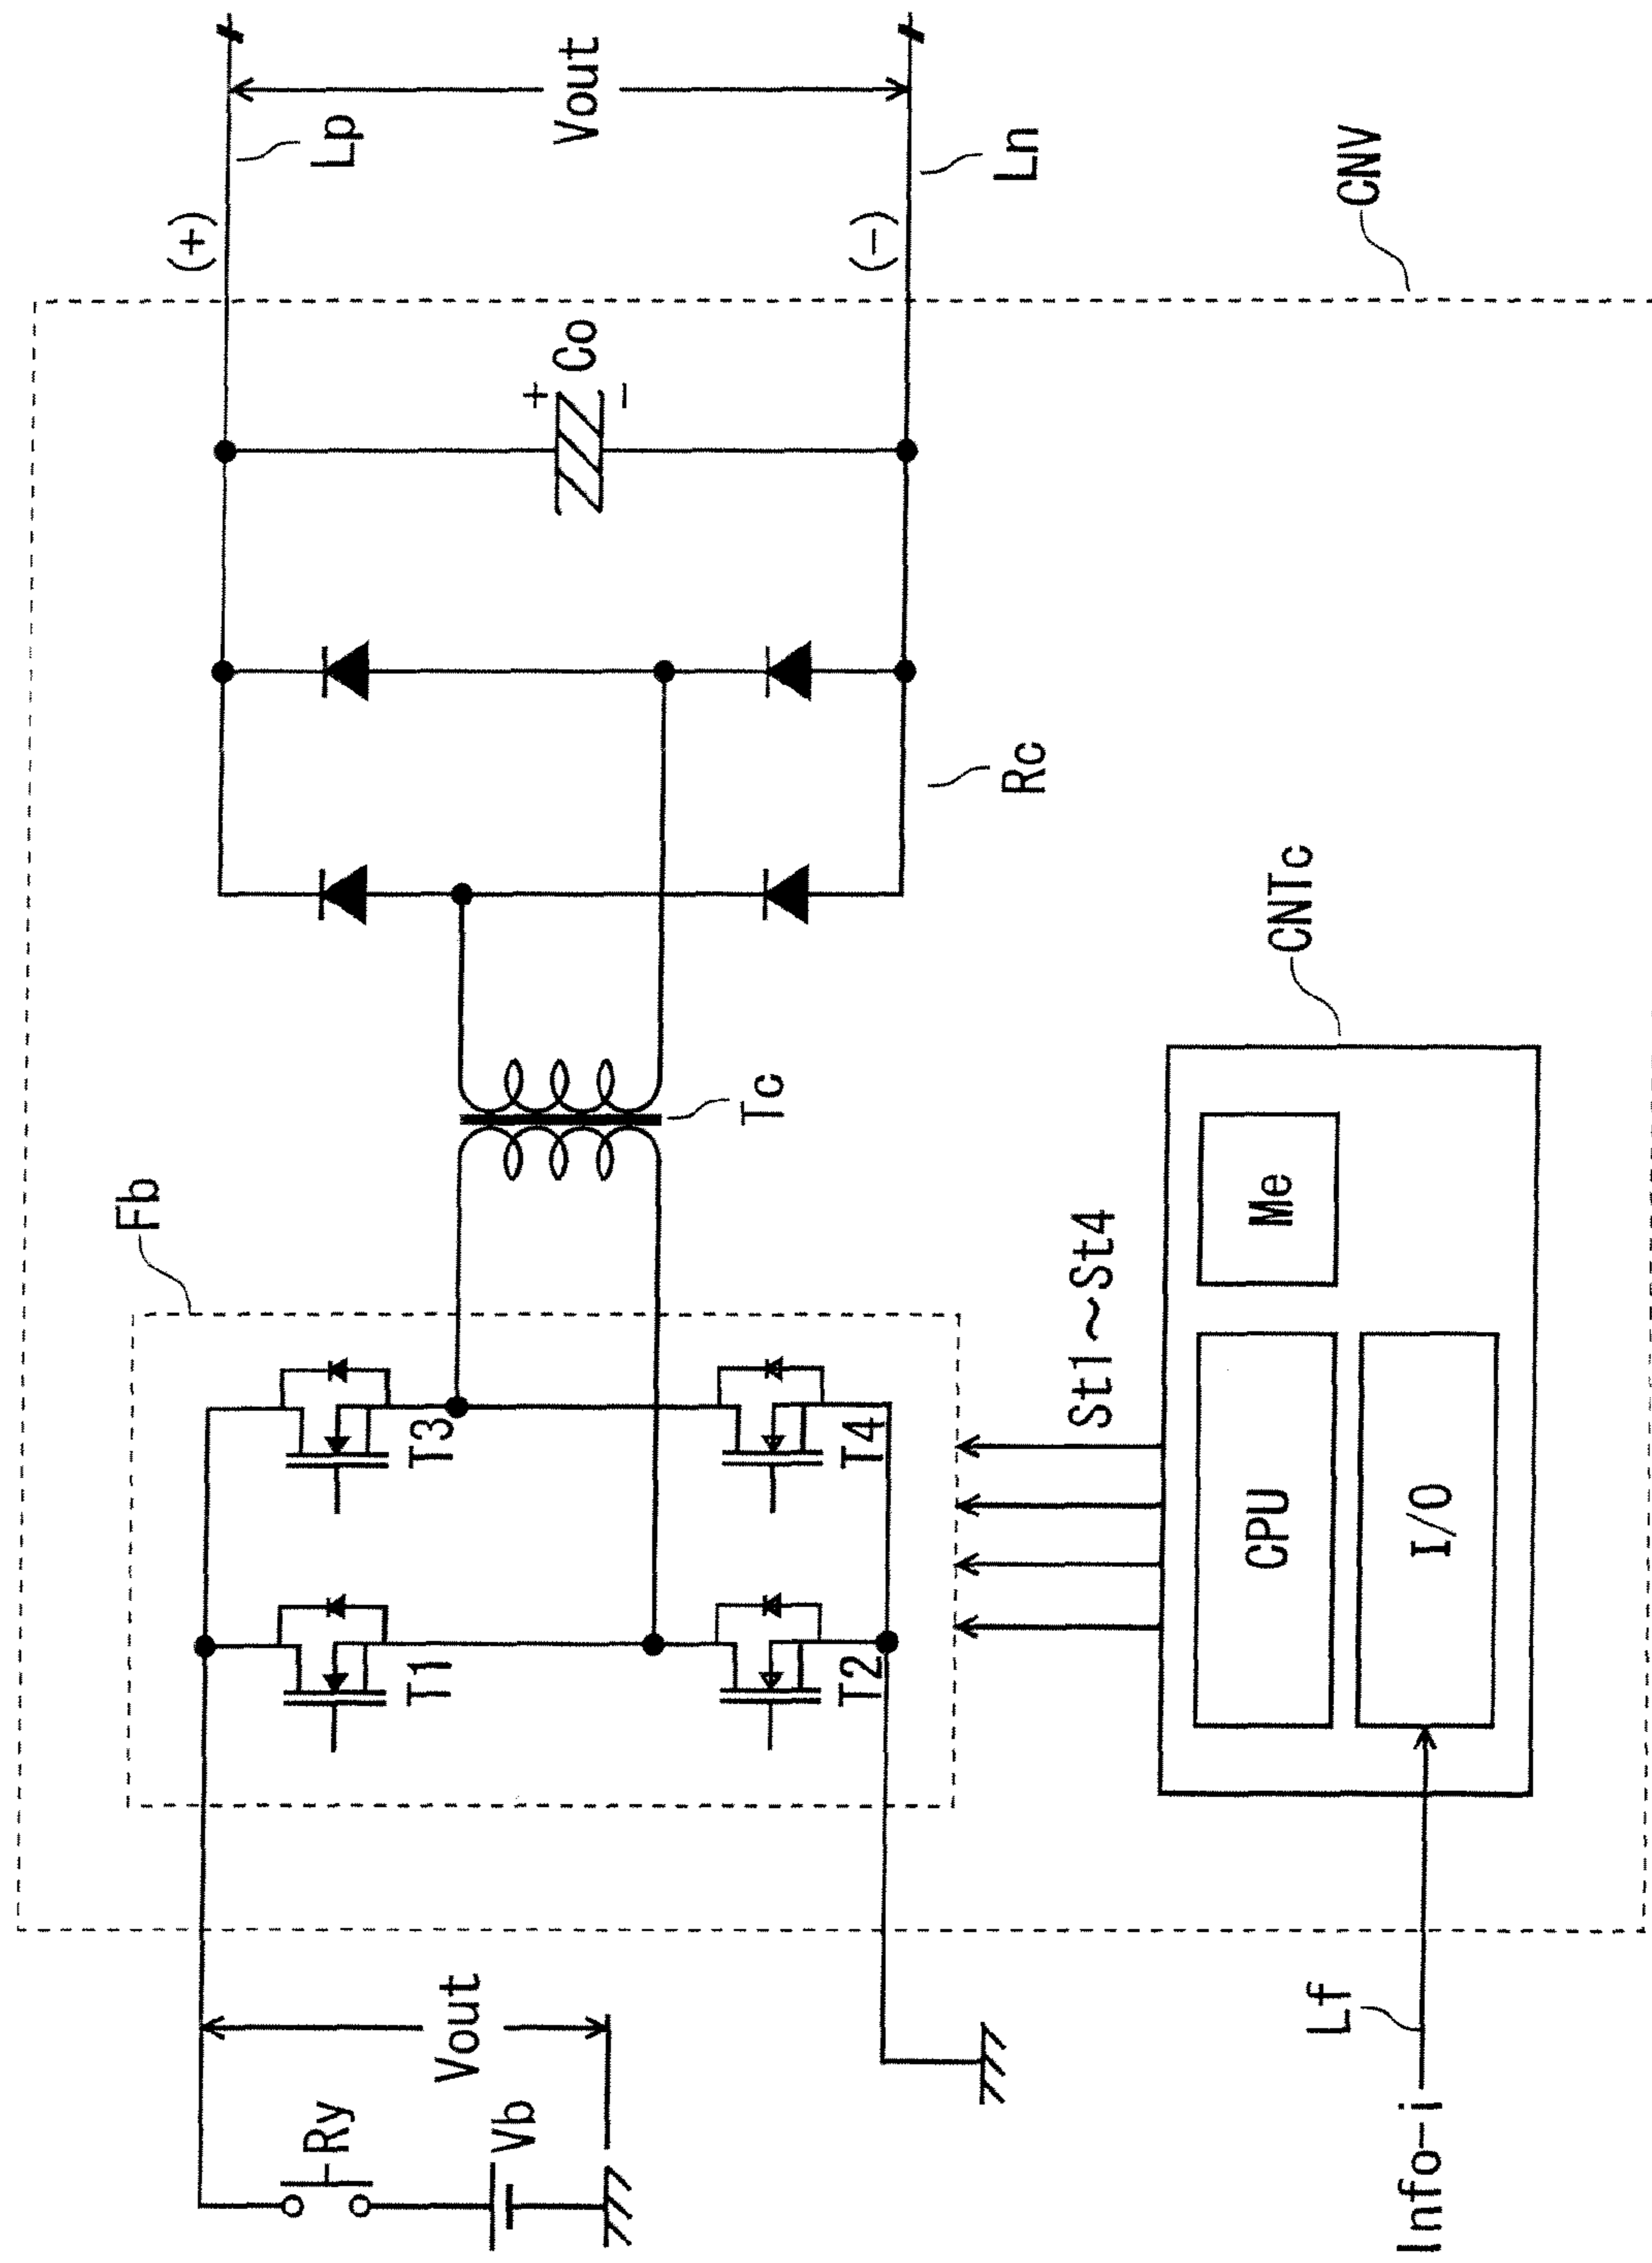 Ry
Vb
Vout
Fb
T1
T3
T2
T4
Tc
Rc
+
Co
−
(+)
Lp
Vout
(−)
Ln
CNV
St1～St4
CNTc
CPU
Me
I/O
Info-i
Lf